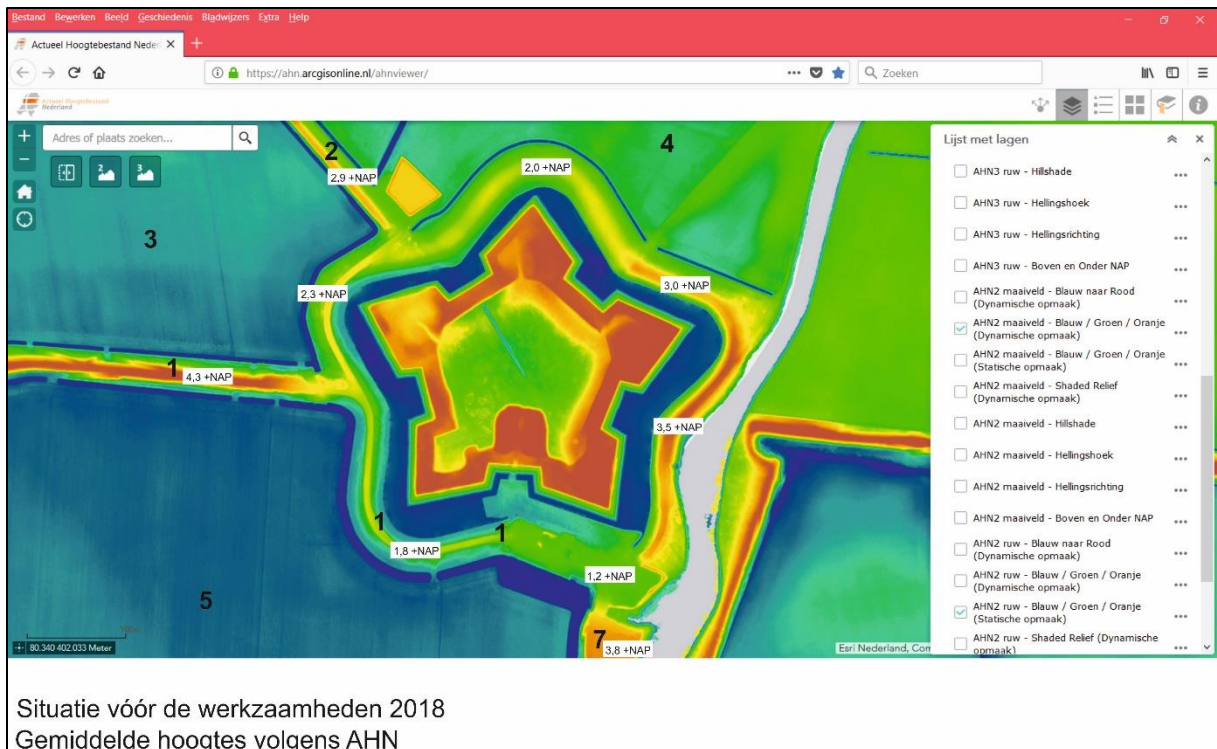 Bestand Bewerken Beeld Geschiedenis Bladwijzers Extra Help
Actueel Hoogtebestand Neder
https://ahn.arcgisonline.nl/ahnviewer/
Zoeken
Actueel Hoogtebestand
Nederland
Adres of plaats zoeken...
2
3
2
2,9 +NAP
2,0 +NAP
4
3
2,3 +NAP
3,0 +NAP
1
4,3 +NAP
3,5 +NAP
1
1
1,8 +NAP
1,2 +NAP
5
7
3,8 +NAP
80.340 402.033 Meter
Esri Nederland, Com
Lijst met lagen
AHN3 ruw - Hillshade
AHN3 ruw - Hellingshoek
AHN3 ruw - Hellingsrichting
AHN3 ruw - Boven en Onder NAP
AHN2 maaiveld - Blauw naar Rood
(Dynamische opmaak)
AHN2 maaiveld - Blauw / Groen / Oranje
(Dynamische opmaak)
AHN2 maaiveld - Blauw / Groen / Oranje
(Statische opmaak)
AHN2 maaiveld - Shaded Relief
(Dynamische opmaak)
AHN2 maaiveld - Hillshade
AHN2 maaiveld - Hellingshoek
AHN2 maaiveld - Hellingsrichting
AHN2 maaiveld - Boven en Onder NAP
AHN2 ruw - Blauw naar Rood
(Dynamische opmaak)
AHN2 ruw - Blauw / Groen / Oranje
(Dynamische opmaak)
AHN2 ruw - Blauw / Groen / Oranje
(Statische opmaak)
AHN2 ruw - Shaded Relief (Dynamische
opmaak)
Situatie vóór de werkzaamheden 2018
Gemiddelde hoogtes volgens AHN